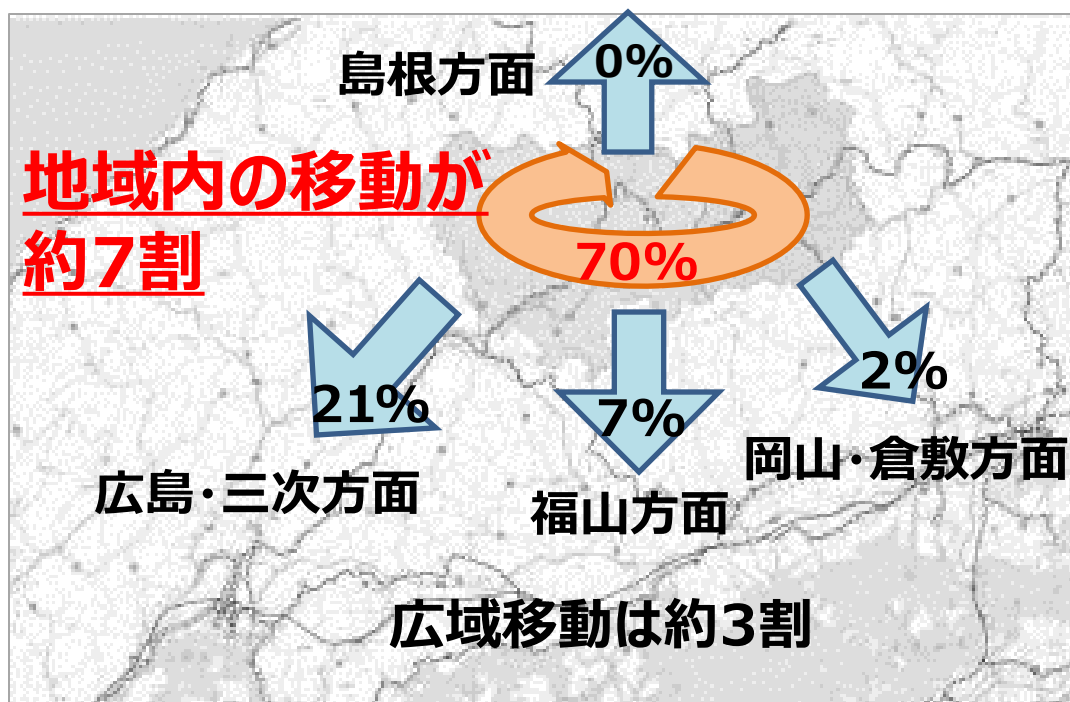 島根方面
0%
地域内の移動が
約7割
70%
21%
7%
2%
広島・三次方面
福山方面
岡山・倉敷方面
広域移動は約3割